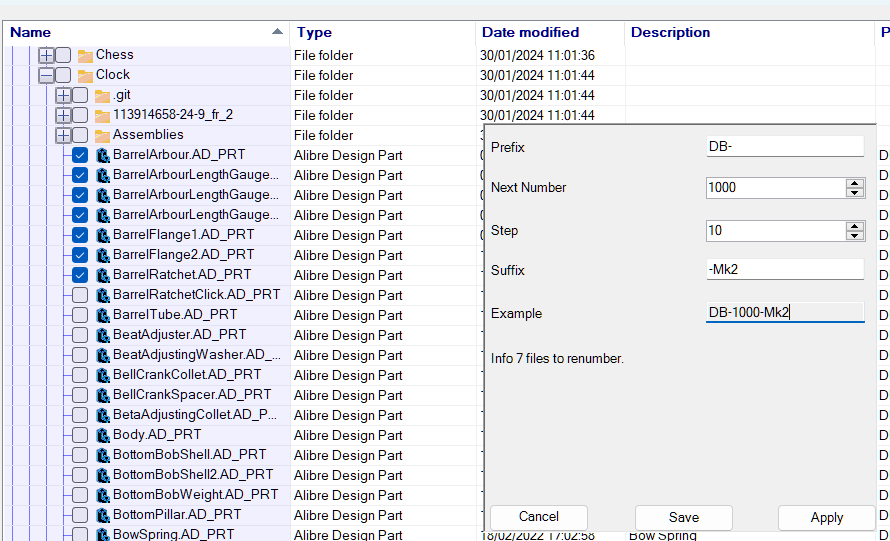 Name Type Date modified Description P
Chess File folder 30/01/2024 11:01:36
Clock File folder 30/01/2024 11:01:44
.git File folder 30/01/2024 11:01:44
113914658-24-9_fr_2 File folder 30/01/2024 11:01:44
Assemblies File folder
BarrelArbour.AD_PRT Alibre Design Part
BarrelArbourLengthGauge... Alibre Design Part
BarrelArbourLengthGauge... Alibre Design Part
BarrelArbourLengthGauge... Alibre Design Part
BarrelFlange1.AD_PRT Alibre Design Part
BarrelFlange2.AD_PRT Alibre Design Part
BarrelRatchet.AD_PRT Alibre Design Part
BarrelRatchetClick.AD_PRT Alibre Design Part
BarrelTube.AD_PRT Alibre Design Part
BeatAdjuster.AD_PRT Alibre Design Part
BeatAdjustingWasher.AD_... Alibre Design Part
BellCrankCollet.AD_PRT Alibre Design Part
BellCrankSpacer.AD_PRT Alibre Design Part
BetaAdjustingCollet.AD_P... Alibre Design Part
Body.AD_PRT Alibre Design Part
BottomBobShell.AD_PRT Alibre Design Part
BottomBobShell2.AD_PRT Alibre Design Part
BottomBobWeight.AD_PRT Alibre Design Part
BottomPillar.AD_PRT Alibre Design Part
BowSpring.AD_PRT Alibre Design Part 18/02/2022 17:02:58 Bow Spring
Prefix DB-
Next Number 1000
Step 10
Suffix -Mk2
Example DB-1000-Mk2
Info 7 files to renumber.
Cancel Save Apply